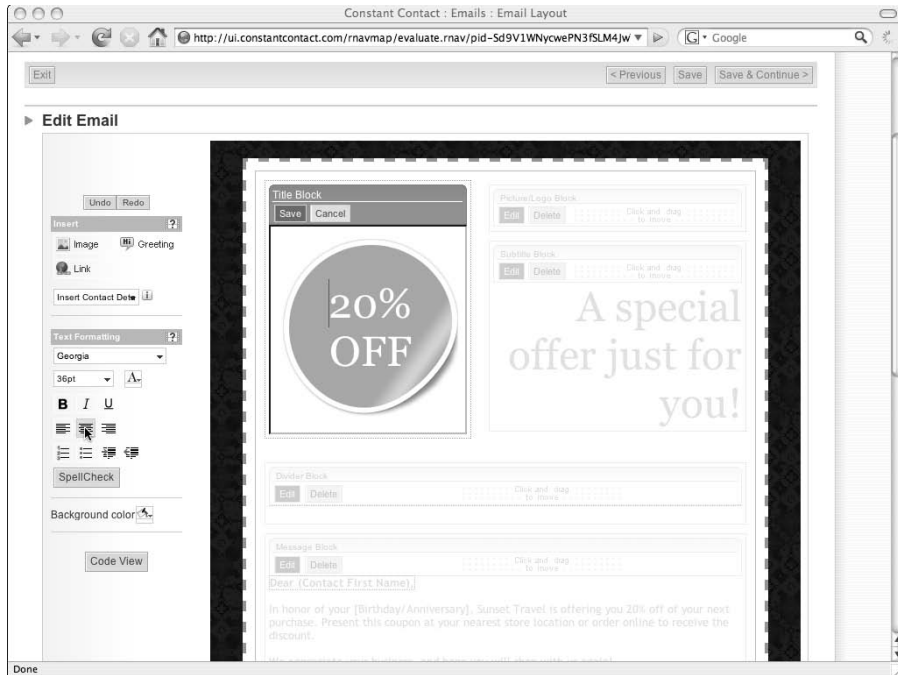 Constant Contact : Emails : Email Layout
http://ui.constantcontact.com/rnavmap/evaluate.rnav/pid-Sd9V1WNycwePN3fSLM4Jw
G Google
Exit
< Previous Save Save & Continue >
Edit Email
Undo Redo
Insert ?
Image Hi Greeting
Link
Insert Contact Deta i
Text Formatting ?
Georgia
36pt A
B I U
SpellCheck
Background color
Code View
Title Block
Save Cancel
20%
OFF
Picture/Logo Block
Edit Delete Click and drag
to move
Subtitle Block
Edit Delete Click and drag
to move
A special
offer just for
you!
Divider Block
Edit Delete Click and drag
to move
Message Block
Edit Delete Click and drag
to move
Dear (Contact First Name),
In honor of your [Birthday/Anniversary], Sunset Travel is offering you 20% off of your next
purchase. Present this coupon at your nearest store location or order online to receive the
discount.
Done